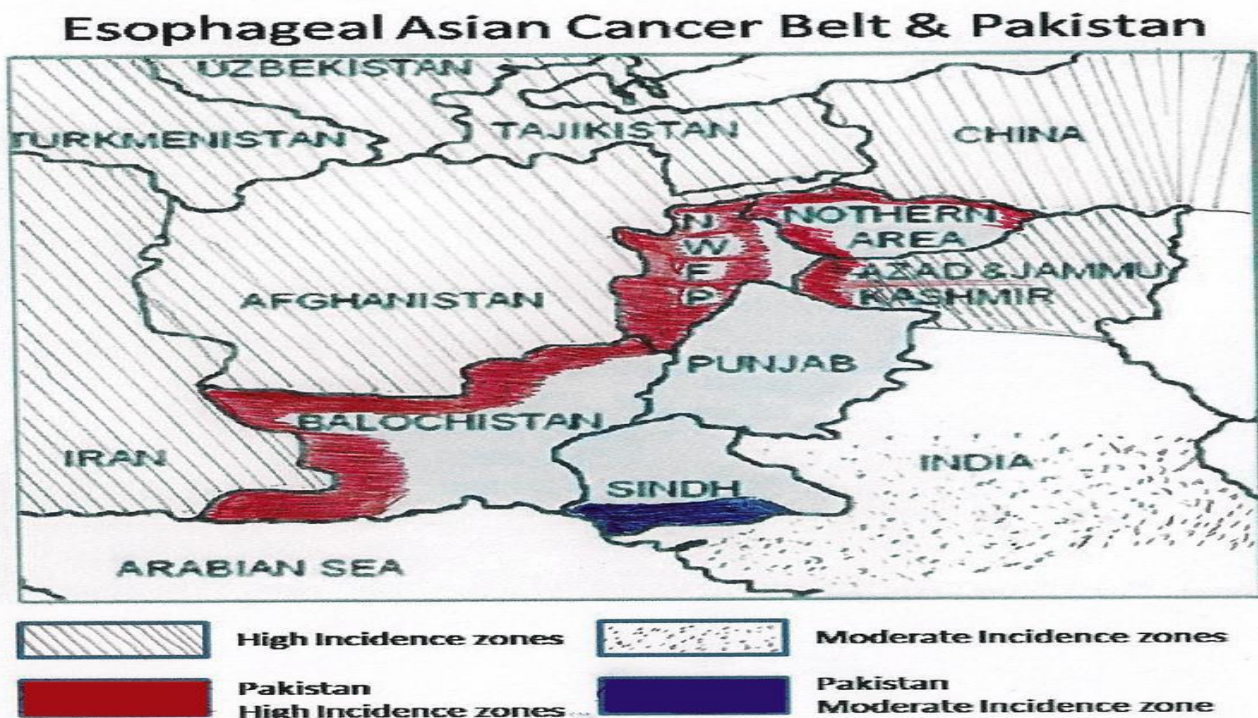 Esophageal Asian Cancer Belt & Pakistan
UZBEKISTAN
TURKMENISTAN
TAJIKISTAN
CHINA
N
W
F
P
NOTHERN
AREA
AFGHANISTAN
AZAD & JAMMU
KASHMIR
PUNJAB
BALOCHISTAN
IRAN
INDIA
SINDH
ARABIAN SEA
High Incidence zones
Moderate Incidence zones
Pakistan
High Incidence zones
Pakistan
Moderate Incidence zone